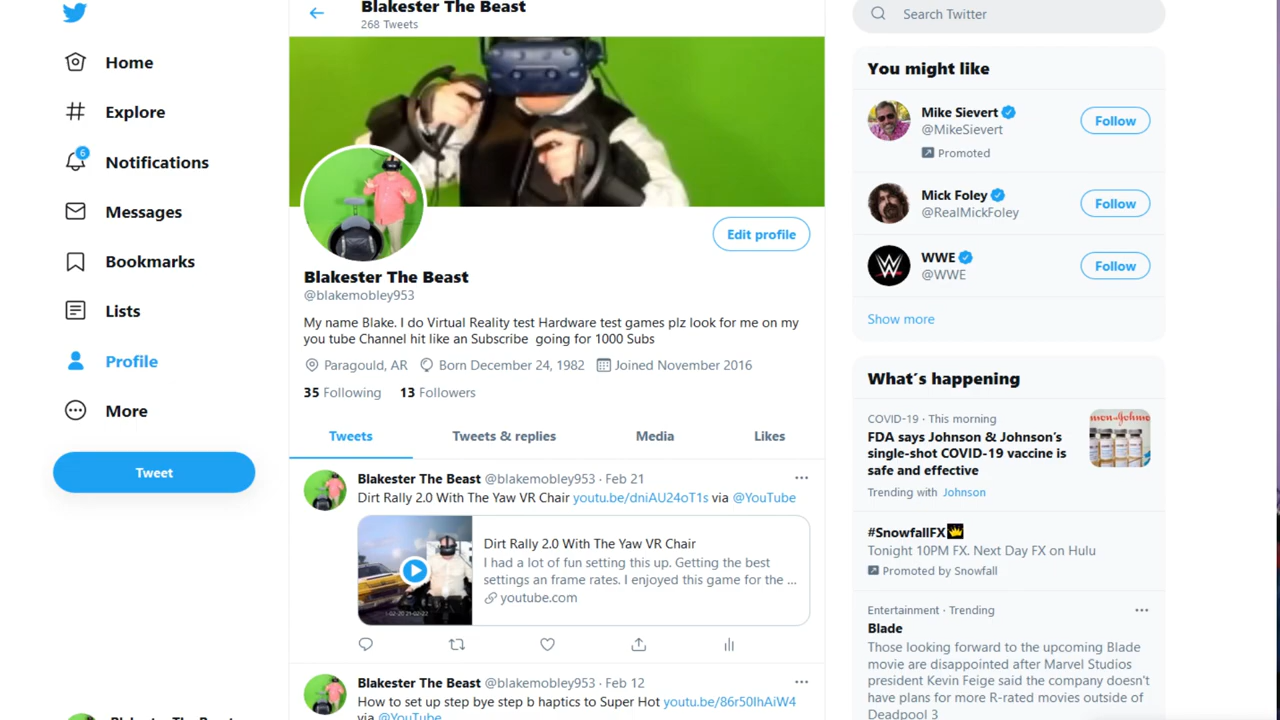 Blakester The Beast
268 Tweets
Search Twitter
Home
Explore
6
Notifications
Messages
Bookmarks
Lists
Profile
More
Tweet
Edit profile
Blakester The Beast
@blakemobley953
My name Blake. I do Virtual Reality test Hardware test games plz look for me on my
you tube Channel hit like an Subscribe going for 1000 Subs
Paragould, AR Born December 24, 1982 Joined November 2016
35 Following 13 Followers
Tweets Tweets & replies Media Likes
Blakester The Beast @blakemobley953 · Feb 21
Dirt Rally 2.0 With The Yaw VR Chair youtu.be/dniAU24oT1s via @YouTube
Dirt Rally 2.0 With The Yaw VR Chair
I had a lot of fun setting this up. Getting the best
settings an frame rates. I enjoyed this game for the ...
youtube.com
Blakester The Beast @blakemobley953 · Feb 12
How to set up step bye step b haptics to Super Hot youtu.be/86r50IhAiW4
via @YouTube
You might like
Mike Sievert
@MikeSievert
Promoted
Follow
Mick Foley
@RealMickFoley
Follow
WWE
@WWE
Follow
Show more
What's happening
COVID-19 · This morning
FDA says Johnson & Johnson's
single-shot COVID-19 vaccine is
safe and effective
Trending with Johnson
#SnowfallFX
Tonight 10PM FX. Next Day FX on Hulu
Promoted by Snowfall
Entertainment · Trending
Blade
Those looking forward to the upcoming Blade
movie are disappointed after Marvel Studios
president Kevin Feige said the company doesn't
have plans for more R-rated movies outside of
Deadpool 3
Blakester The Beast